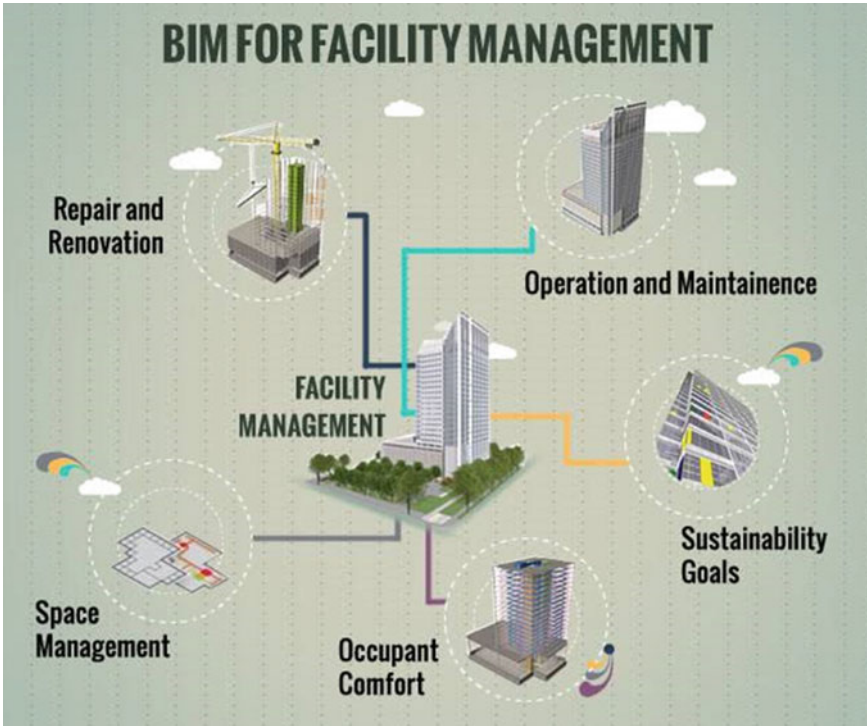 BIM FOR FACILITY MANAGEMENT
Repair and
Renovation
Operation and Maintainence
FACILITY
MANAGEMENT
Sustainability
Goals
Space
Management
Occupant
Comfort